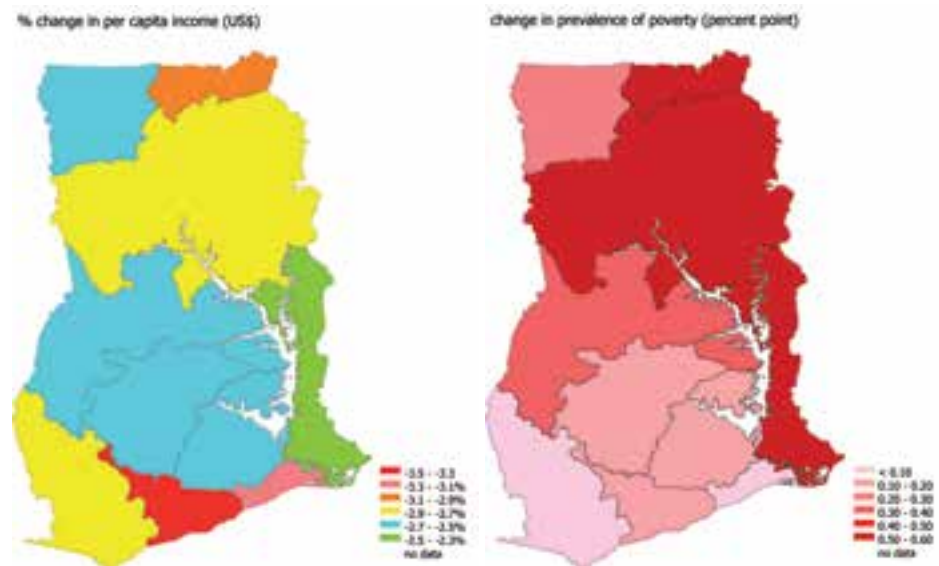 % change in per capita income (US$)
change in prevalence of poverty (percent point)
-3.5 - -3.3
-3.3 - -3.1%
-3.1 - -2.9%
-2.9 - -2.7%
-2.7 - -2.5%
-2.5 - -2.3%
no data
< 0.10
0.10 - 0.20
0.20 - 0.30
0.30 - 0.40
0.40 - 0.50
0.50 - 0.60
no data